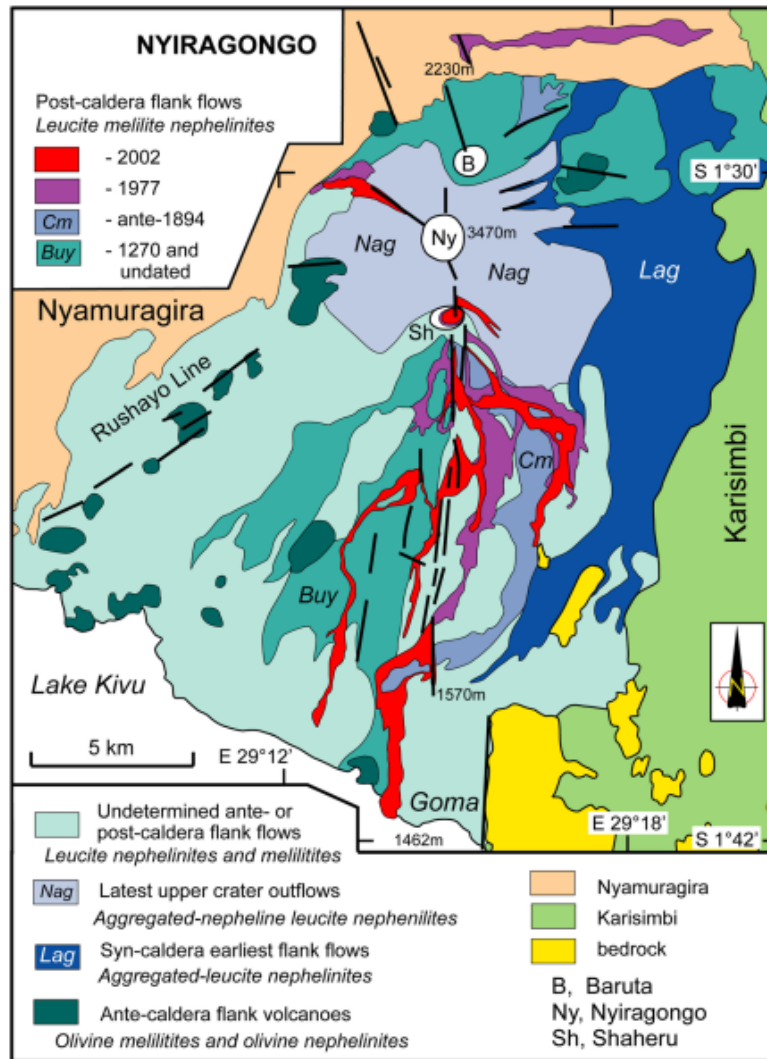 NYIRAGONGO
Post-caldera flank flows
Leucite melilite nephelinites
- 2002
- 1977
Cm - ante-1894
Buy - 1270 and
undated
2230m
B
S 1°30'
Nag
Ny
3470m
Nag
Lag
Nyamuragira
Sh
Rushayo Line
Cm
Karisimbi
Buy
N
Lake Kivu
1570m
5 km
E 29°12'
Goma
E 29°18'
1462m
S 1°42'
Undetermined ante- or
post-caldera flank flows
Leucite nephelinites and melilitites
Nag Latest upper crater outflows
Aggregated-nepheline leucite nephenilites
Lag Syn-caldera earliest flank flows
Aggregated-leucite nephelinites
Ante-caldera flank volcanoes
Olivine melilitites and olivine nephelinites
Nyamuragira
Karisimbi
bedrock
B, Baruta
Ny, Nyiragongo
Sh, Shaheru